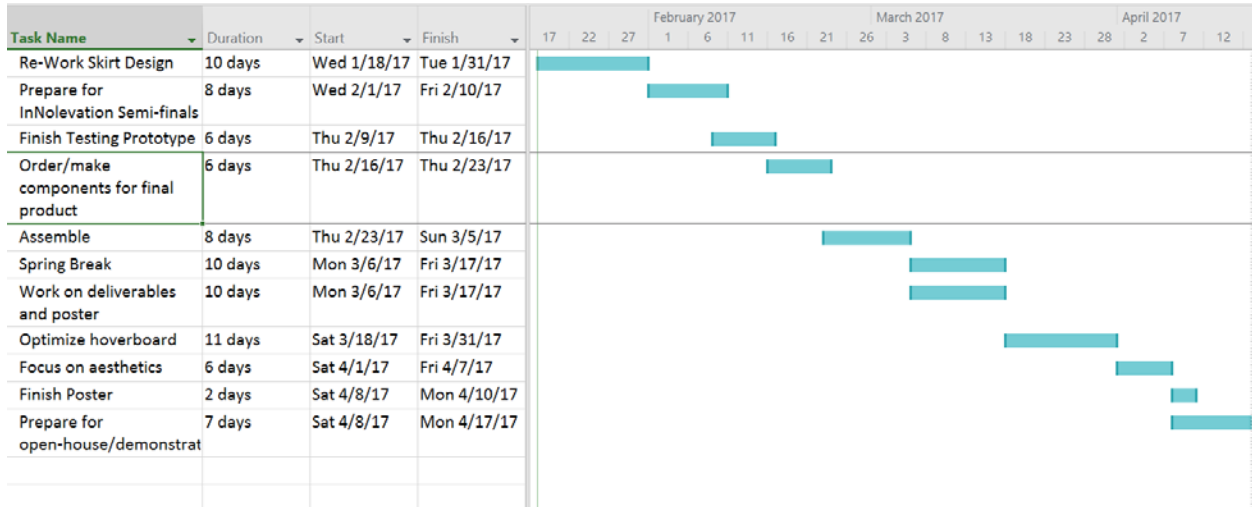 February 2017 March 2017 April 2017
Task Name Duration Start Finish 17 22 27 1 6 11 16 21 26 3 8 13 18 23 28 2 7 12
Re-Work Skirt Design 10 days Wed 1/18/17 Tue 1/31/17
Prepare for 8 days Wed 2/1/17 Fri 2/10/17
InNolevation Semi-finals
Finish Testing Prototype 6 days Thu 2/9/17 Thu 2/16/17
Order/make 6 days Thu 2/16/17 Thu 2/23/17
components for final
product
Assemble 8 days Thu 2/23/17 Sun 3/5/17
Spring Break 10 days Mon 3/6/17 Fri 3/17/17
Work on deliverables 10 days Mon 3/6/17 Fri 3/17/17
and poster
Optimize hoverboard 11 days Sat 3/18/17 Fri 3/31/17
Focus on aesthetics 6 days Sat 4/1/17 Fri 4/7/17
Finish Poster 2 days Sat 4/8/17 Mon 4/10/17
Prepare for 7 days Sat 4/8/17 Mon 4/17/17
open-house/demonstrat